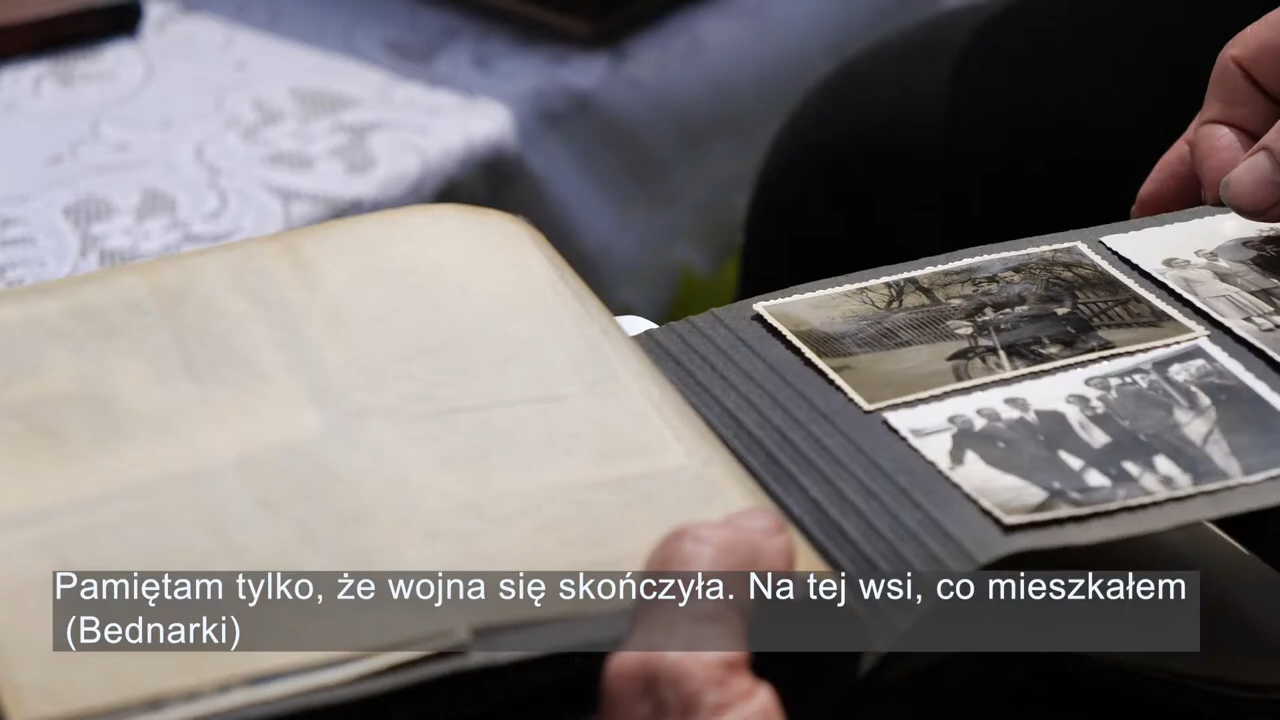 Pamiętam tylko, że wojna się skończyła. Na tej wsi, co mieszkałem
(Bednarki)